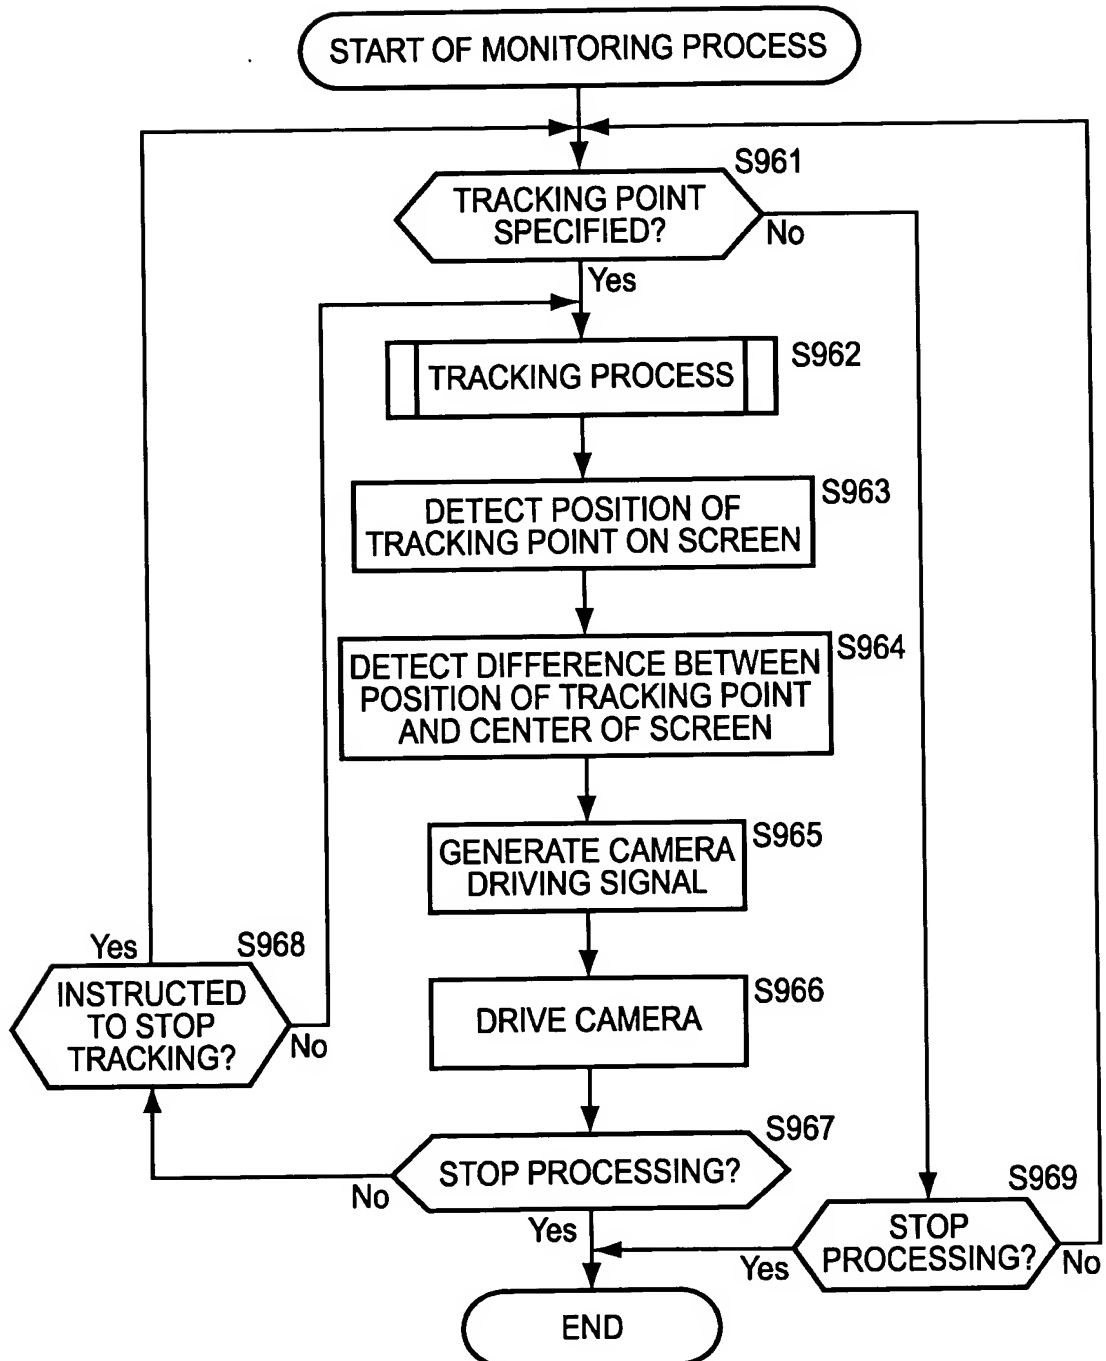 START OF MONITORING PROCESS
S961
TRACKING POINT
SPECIFIED?
No
Yes
S962
TRACKING PROCESS
S963
DETECT POSITION OF
TRACKING POINT ON SCREEN
S964
DETECT DIFFERENCE BETWEEN
POSITION OF TRACKING POINT
AND CENTER OF SCREEN
S965
GENERATE CAMERA
DRIVING SIGNAL
Yes
S968
INSTRUCTED
TO STOP
TRACKING?
No
S966
DRIVE CAMERA
S967
STOP PROCESSING?
No
Yes
S969
STOP
PROCESSING?
Yes
No
END